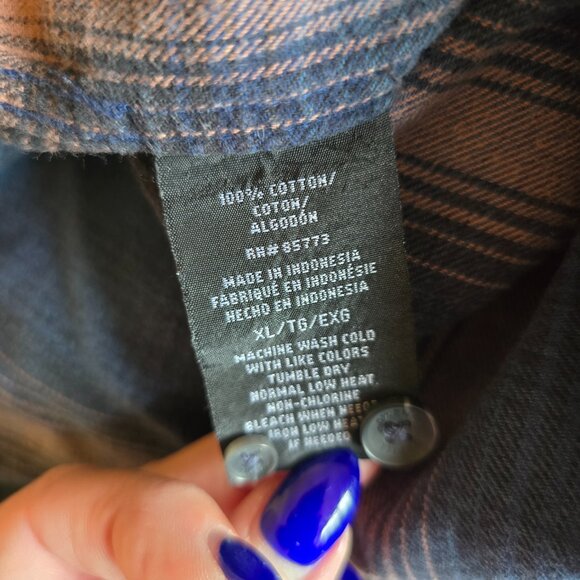 100% COTTON/
COTON/
ALGODÓN
RN# 85773
MADE IN INDONESIA
FABRIQUÉ EN INDONÉSIE
HECHO EN INDONESIA
XL/TG/EXG
MACHINE WASH COLD
WITH LIKE COLORS
TUMBLE DRY
NORMAL LOW HEAT.
NON-CHLORINE
BLEACH WHEN
IRON LOW HEAT
IF NEEDED